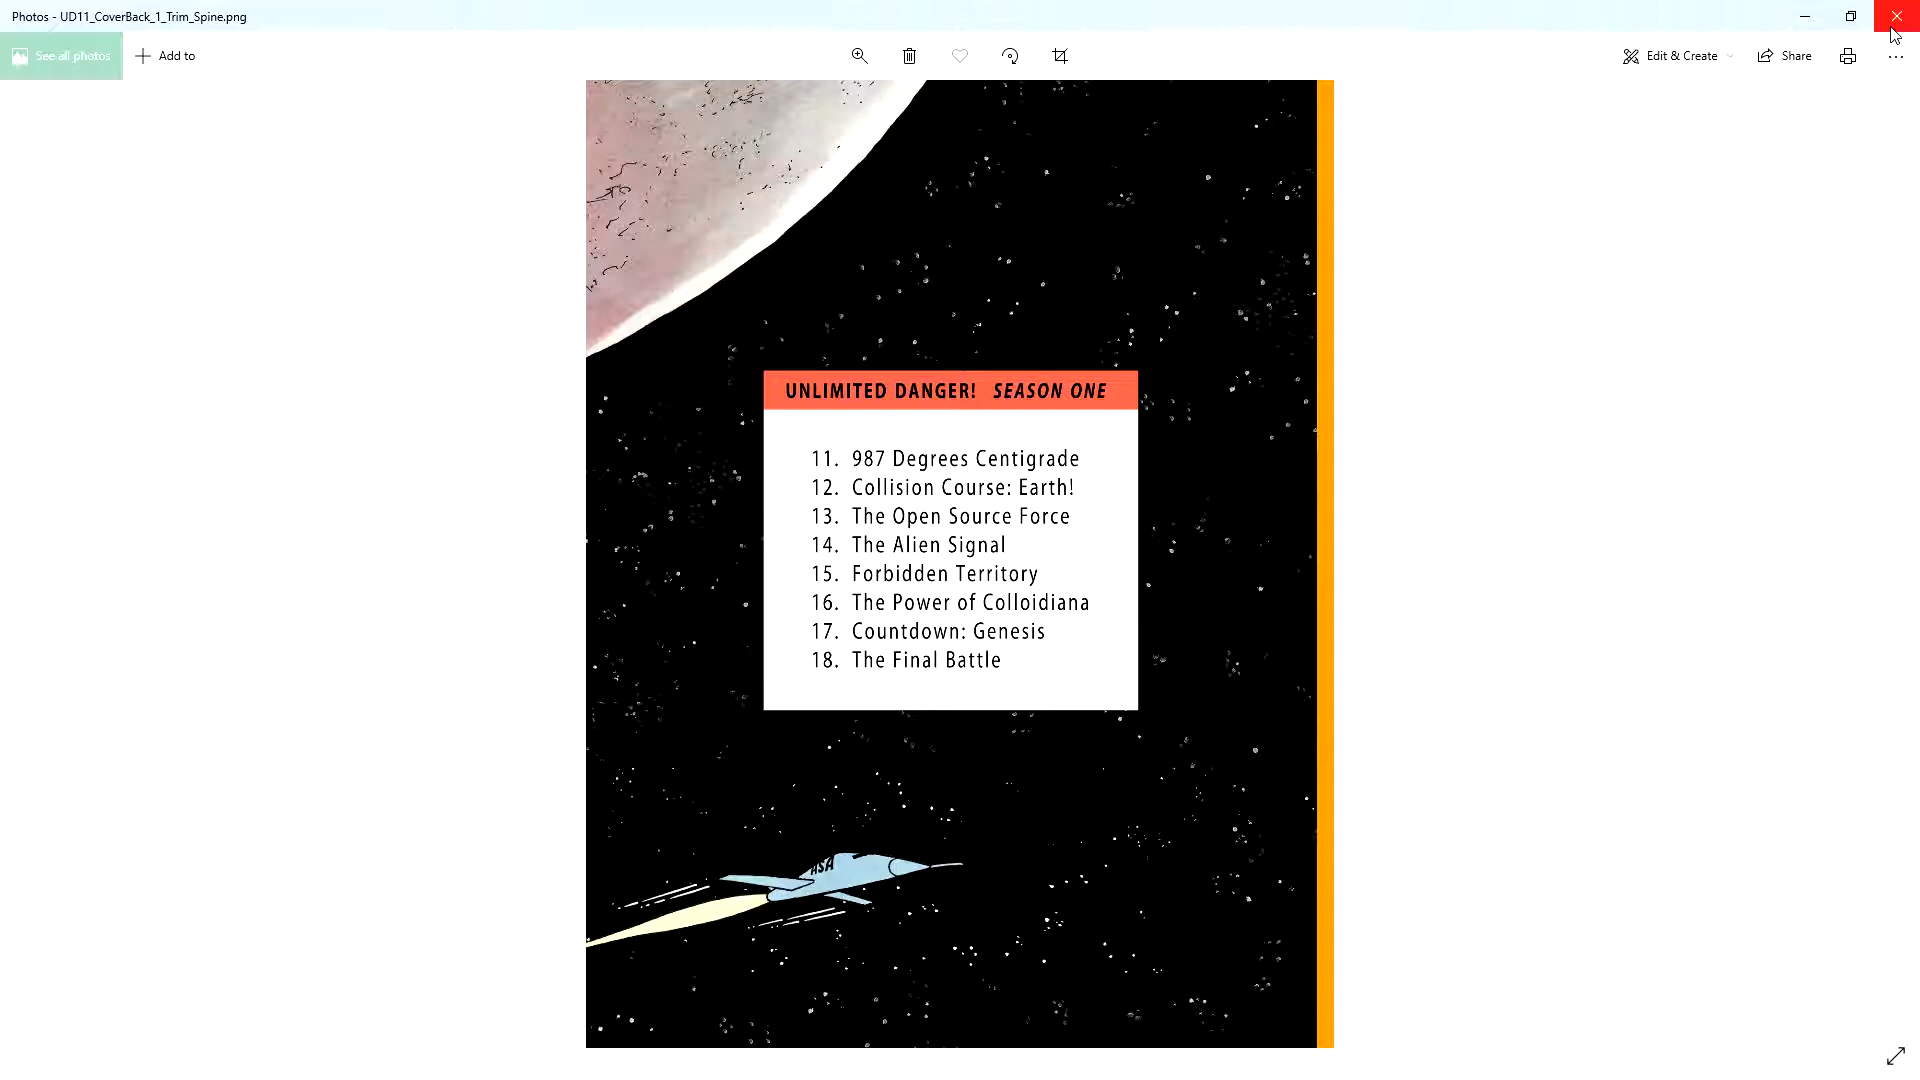 Photos - UD11_CoverBack_1_Trim_Spine.png
See all photos
Add to
Edit & Create
Share
UNLIMITED DANGER! SEASON ONE
11. 987 Degrees Centigrade
12. Collision Course: Earth!
13. The Open Source Force
14. The Alien Signal
15. Forbidden Territory
16. The Power of Colloidiana
17. Countdown: Genesis
18. The Final Battle
ASA